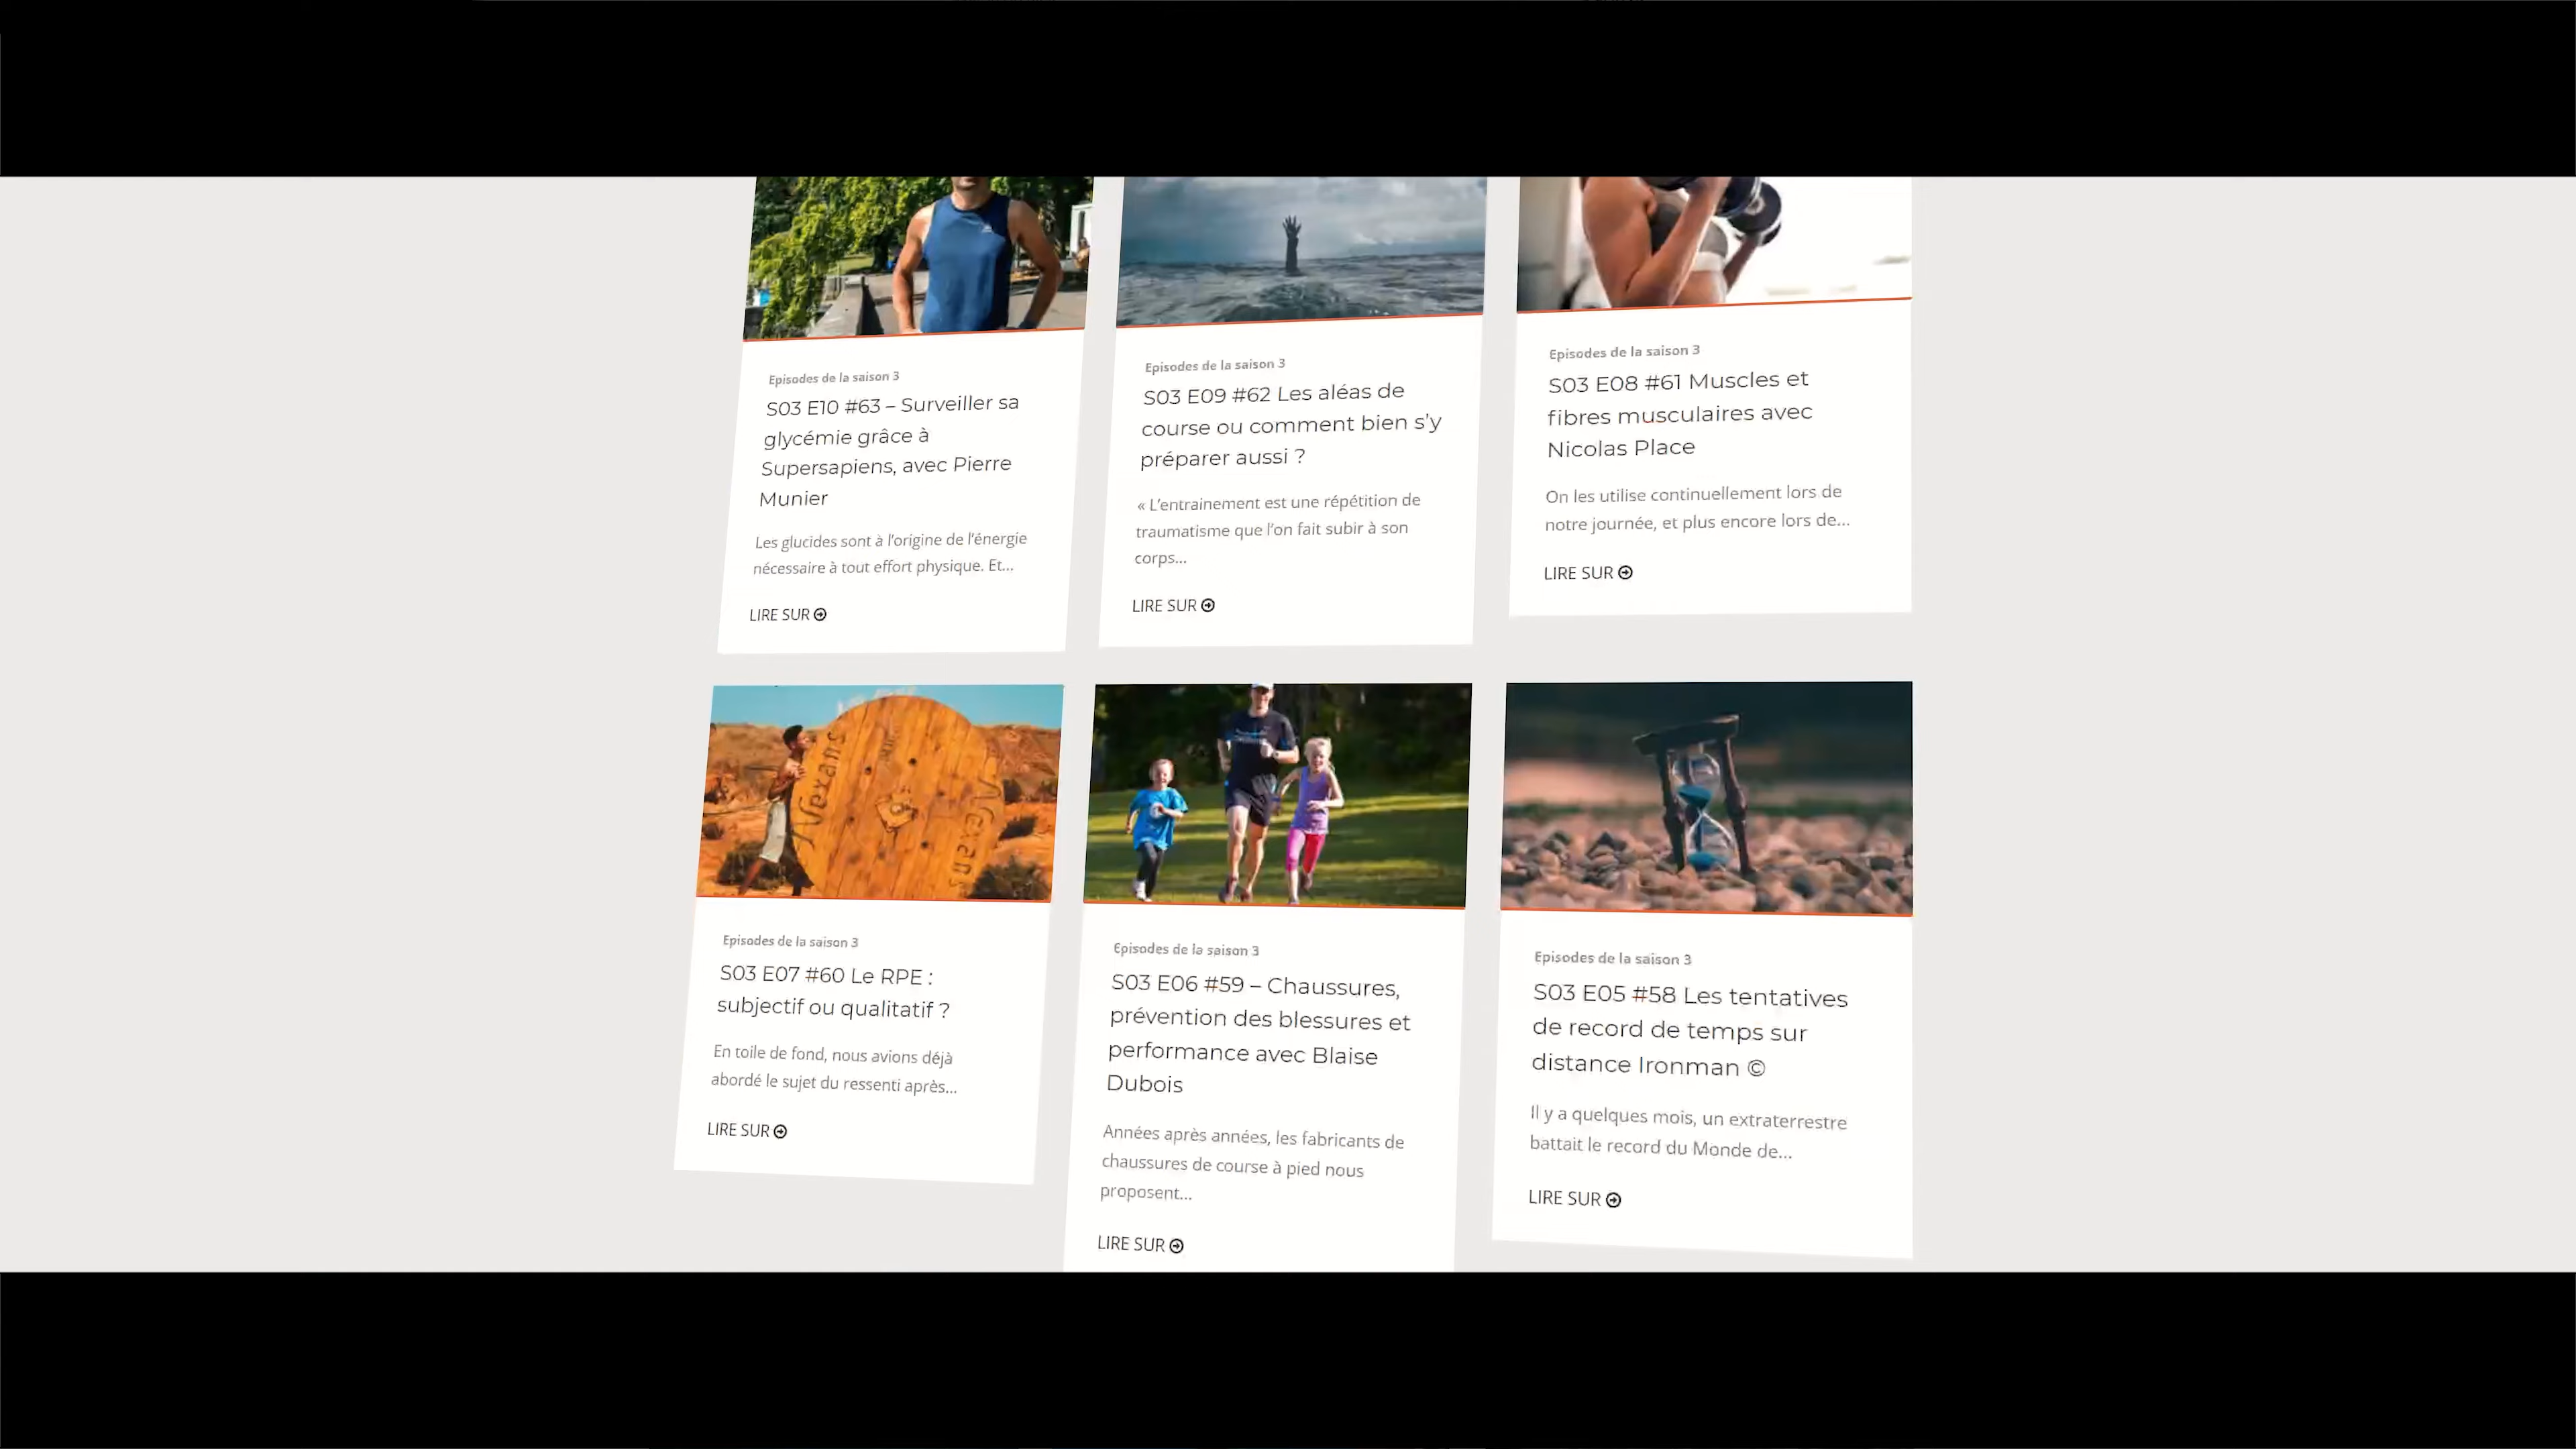 Episodes de la saison 3
S03 E10 #63 – Surveiller sa
glycémie grâce à
Supersapiens, avec Pierre
Munier
Les glucides sont à l'origine de l'énergie
nécessaire à tout effort physique. Et...
LIRE SUR
Episodes de la saison 3
S03 E09 #62 Les aléas de
course ou comment bien s'y
préparer aussi ?
« L'entrainement est une répétition de
traumatisme que l'on fait subir à son
corps...
LIRE SUR
Episodes de la saison 3
S03 E08 #61 Muscles et
fibres musculaires avec
Nicolas Place
On les utilise continuellement lors de
notre journée, et plus encore lors de...
LIRE SUR
Nexans
Nexans
Episodes de la saison 3
S03 E07 #60 Le RPE :
subjectif ou qualitatif ?
En toile de fond, nous avions déjà
abordé le sujet du ressenti après...
LIRE SUR
Episodes de la saison 3
S03 E06 #59 – Chaussures,
prévention des blessures et
performance avec Blaise
Dubois
Années après années, les fabricants de
chaussures de course à pied nous
proposent...
LIRE SUR
Episodes de la saison 3
S03 E05 #58 Les tentatives
de record de temps sur
distance Ironman ©
Il y a quelques mois, un extraterrestre
battait le record du Monde de...
LIRE SUR